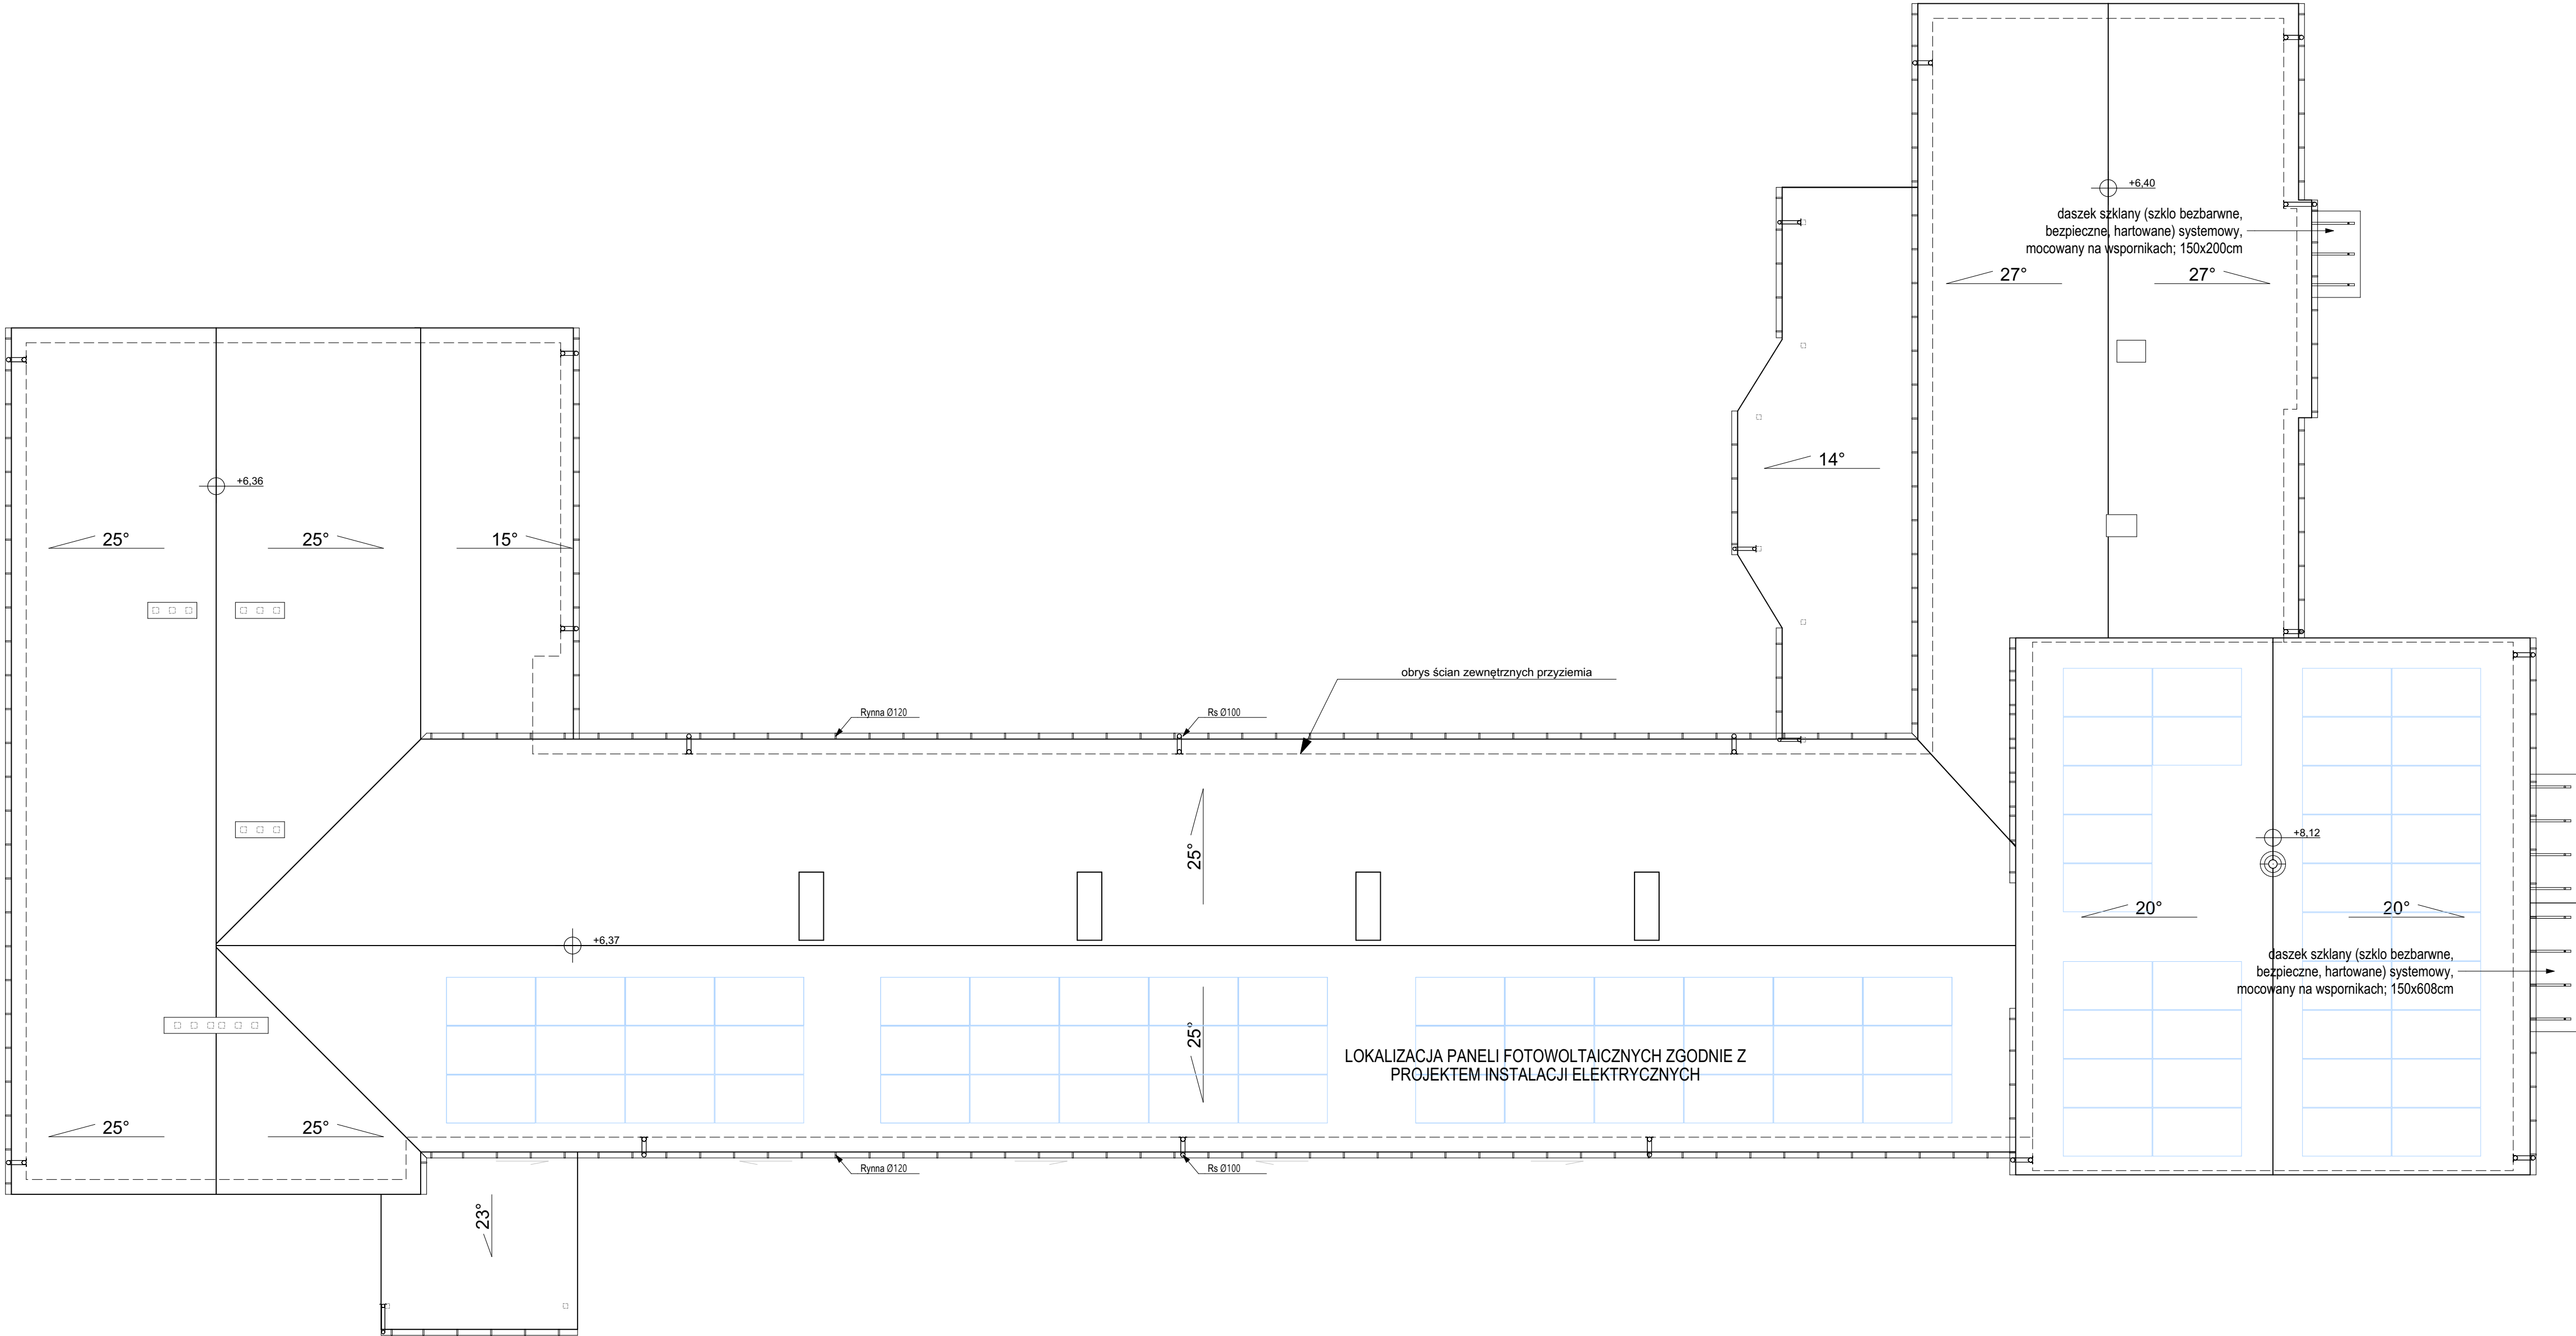 +6,40
daszek szklany (szklo bezbarwne,
bezpieczne, hartowane) systemowy,
mocowany na wspornikach; 150x200cm
27°
27°
14°
+6,36
25°
25°
15°
obrys ścian zewnętrznych przyziemia
Rynna Ø120
Rs Ø100
+8,12
25°
20°
20°
+6,37
daszek szklany (szklo bezbarwne,
bezpieczne, hartowane) systemowy,
mocowany na wspornikach; 150x608cm
25°
LOKALIZACJA PANELI FOTOWOLTAICZNYCH ZGODNIE Z
PROJEKTEM INSTALACJI ELEKTRYCZNYCH
25°
25°
Rynna Ø120
Rs Ø100
23°